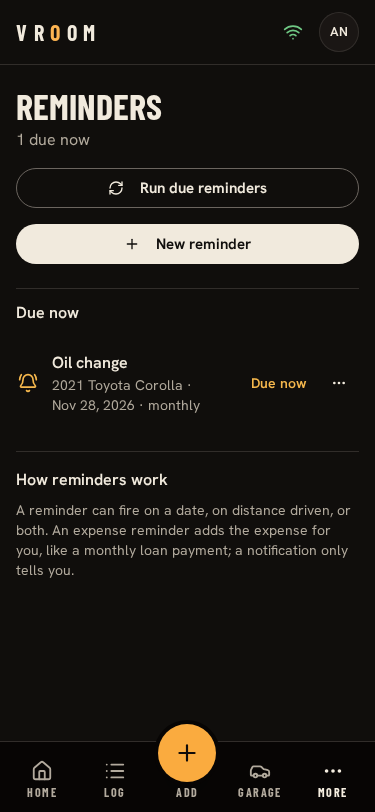 VROOM
AN
REMINDERS
1 due now
Run due reminders
New reminder
Due now
Oil change
2021 Toyota Corolla ·
Nov 28, 2026 · monthly
Due now
How reminders work
A reminder can fire on a date, on distance driven, or
both. An expense reminder adds the expense for
you, like a monthly loan payment; a notification only
tells you.
HOME
LOG
ADD
GARAGE
MORE